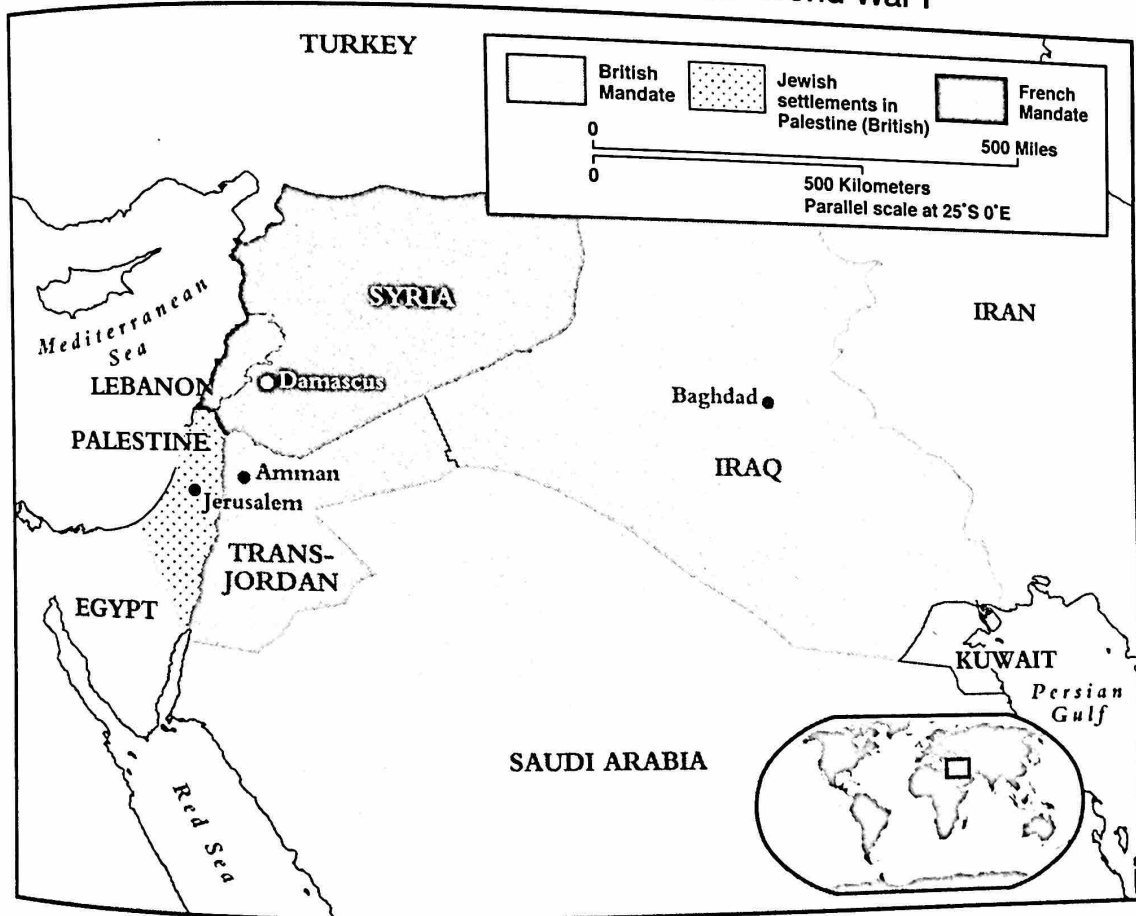 War I
TURKEY
British
Mandate
Jewish
settlements in
Palestine (British)
French
Mandate
0
500 Miles
0
500 Kilometers
Parallel scale at 25°S 0°E
SYRIA
Mediterranean
Sea
IRAN
LEBANON
Damascus
Baghdad
PALESTINE
IRAQ
Amman
Jerusalem
TRANS-
JORDAN
EGYPT
KUWAIT
Persian
Gulf
SAUDI ARABIA
Red Sea